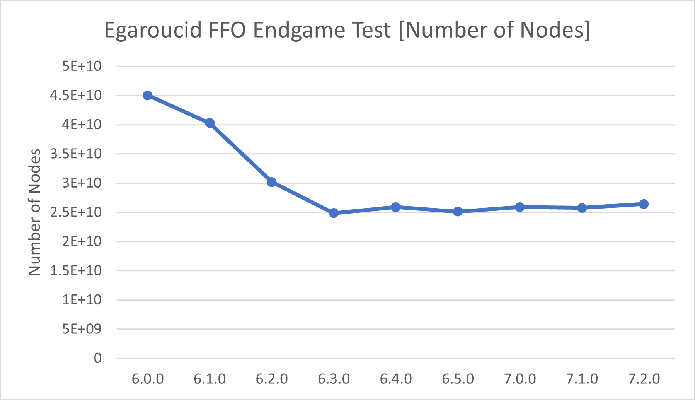 Egaroucid FFO Endgame Test [Number of Nodes]
Number of Nodes
5E+10
4.5E+10
4E+10
3.5E+10
3E+10
2.5E+10
2E+10
1.5E+10
1E+10
5E+09
0
6.0.0 6.1.0 6.2.0 6.3.0 6.4.0 6.5.0 7.0.0 7.1.0 7.2.0